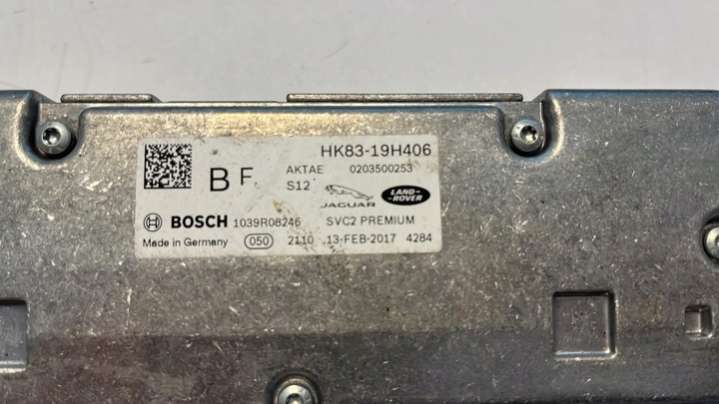 HK83-19H406
B F AKTAE 0203500253
S12 JAGUAR LAND-ROVER
BOSCH 1039R06246 SVC2 PREMIUM
Made in Germany 050 2110 13-FEB-2017 4284